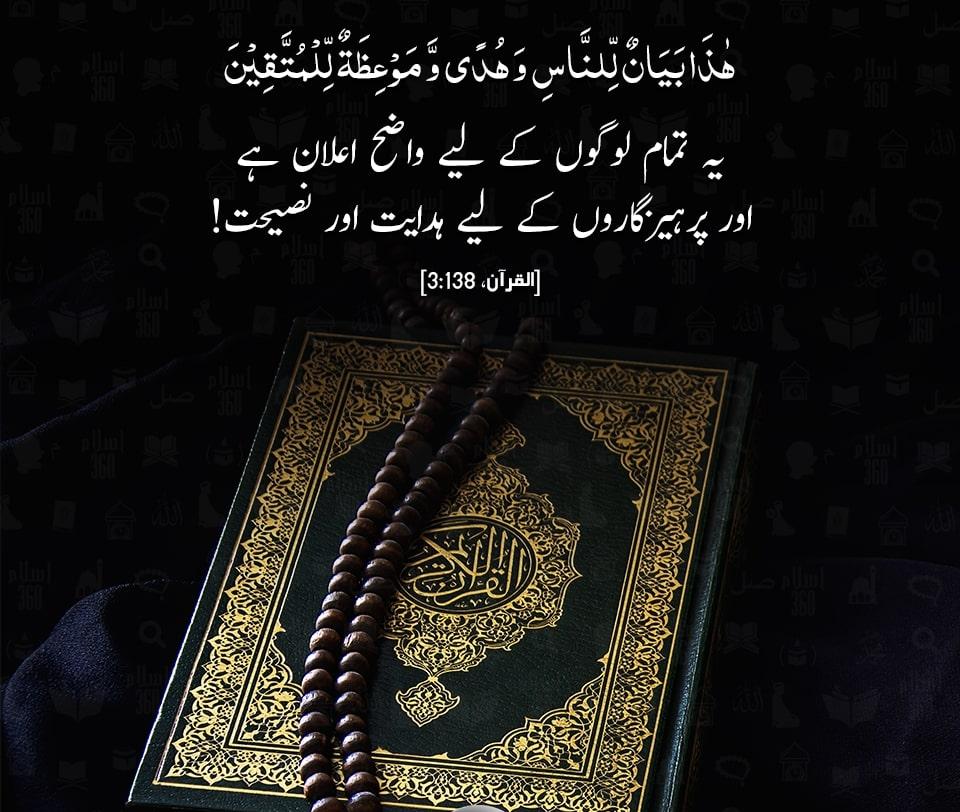 هٰذَا بَيَانٌ لِّلنَّاسِ وَهُدًى وَّ مَوْعِظَةٌ لِّلْمُتَّقِيْنَ
یہ تمام لوگوں کے لیے واضح اعلان ہے
اور پرہیزگاروں کے لیے ہدایت اور نصیحت!
[القرآن، 3:138]
القرآن الكريم